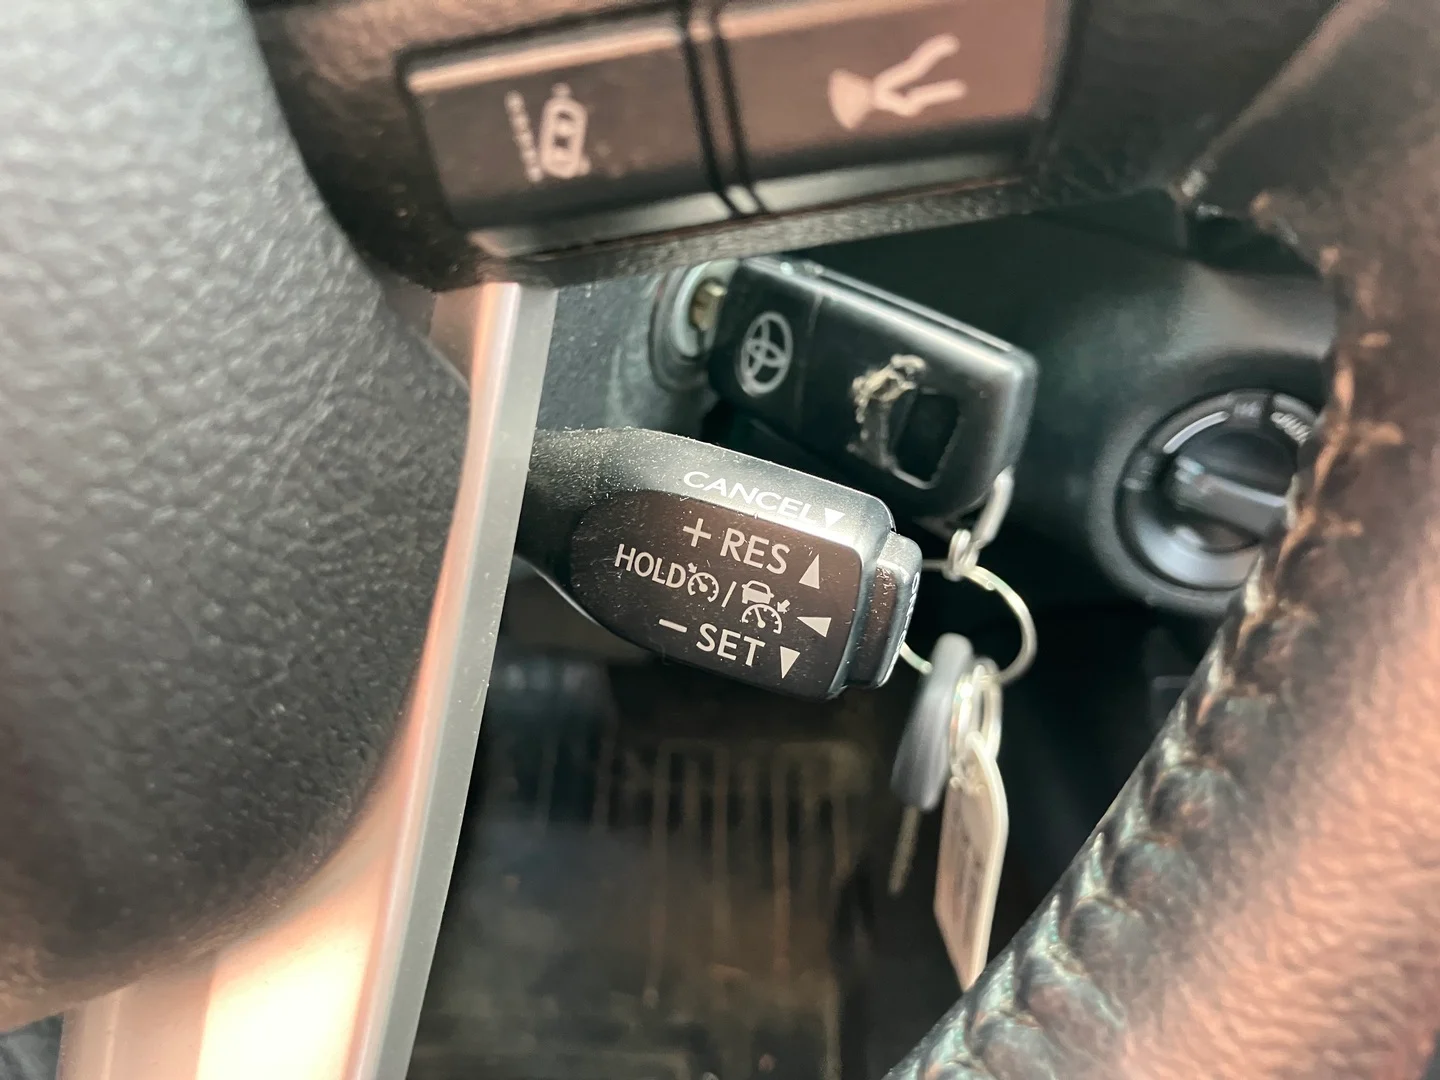 CANCEL▼
+ RES ▲
HOLD / ◀
− SET ▼